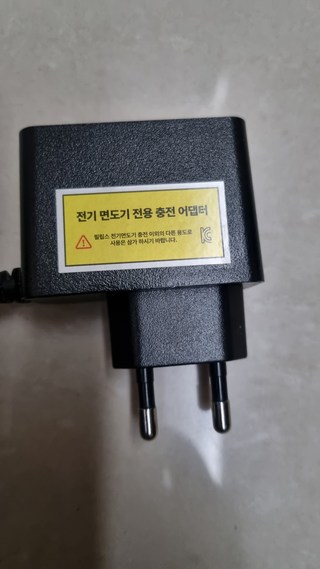 전기 면도기 전용 충전 어댑터
필립스 전기면도기 충전 이외의 다른 용도로
사용은 삼가 하시기 바랍니다.